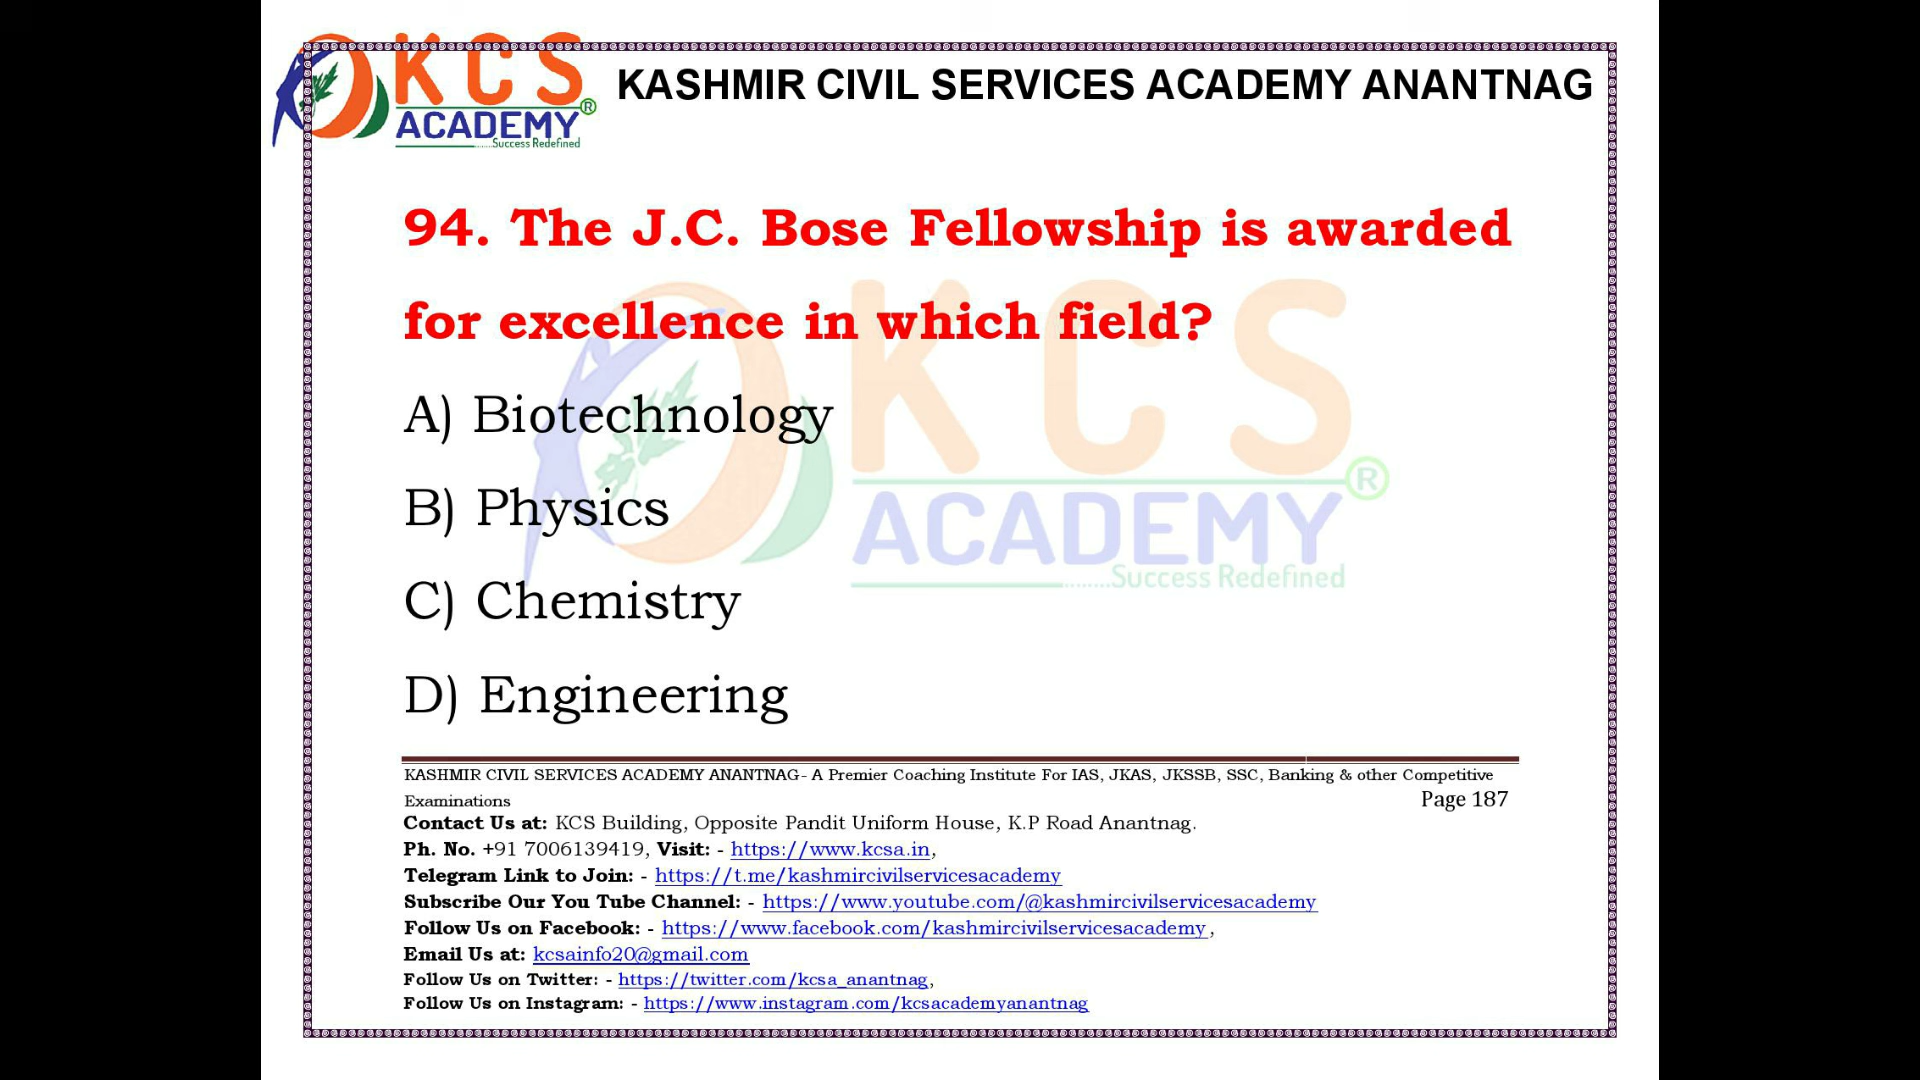 KCS
ACADEMY®
.......Success Redefined
KASHMIR CIVIL SERVICES ACADEMY ANANTNAG
94. The J.C. Bose Fellowship is awarded
for excellence in which field?
A) Biotechnology
B) Physics
C) Chemistry
D) Engineering
KCS
ACADEMY®
.........Success Redefined
KASHMIR CIVIL SERVICES ACADEMY ANANTNAG- A Premier Coaching Institute For IAS, JKAS, JKSSB, SSC, Banking & other Competitive
Examinations Page 187
Contact Us at: KCS Building, Opposite Pandit Uniform House, K.P Road Anantnag.
Ph. No. +91 7006139419, Visit: - https://www.kcsa.in,
Telegram Link to Join: - https://t.me/kashmircivilservicesacademy
Subscribe Our You Tube Channel: - https://www.youtube.com/@kashmircivilservicesacademy
Follow Us on Facebook: - https://www.facebook.com/kashmircivilservicesacademy,
Email Us at: kcsainfo20@gmail.com
Follow Us on Twitter: - https://twitter.com/kcsa_anantnag,
Follow Us on Instagram: - https://www.instagram.com/kcsacademyanantnag